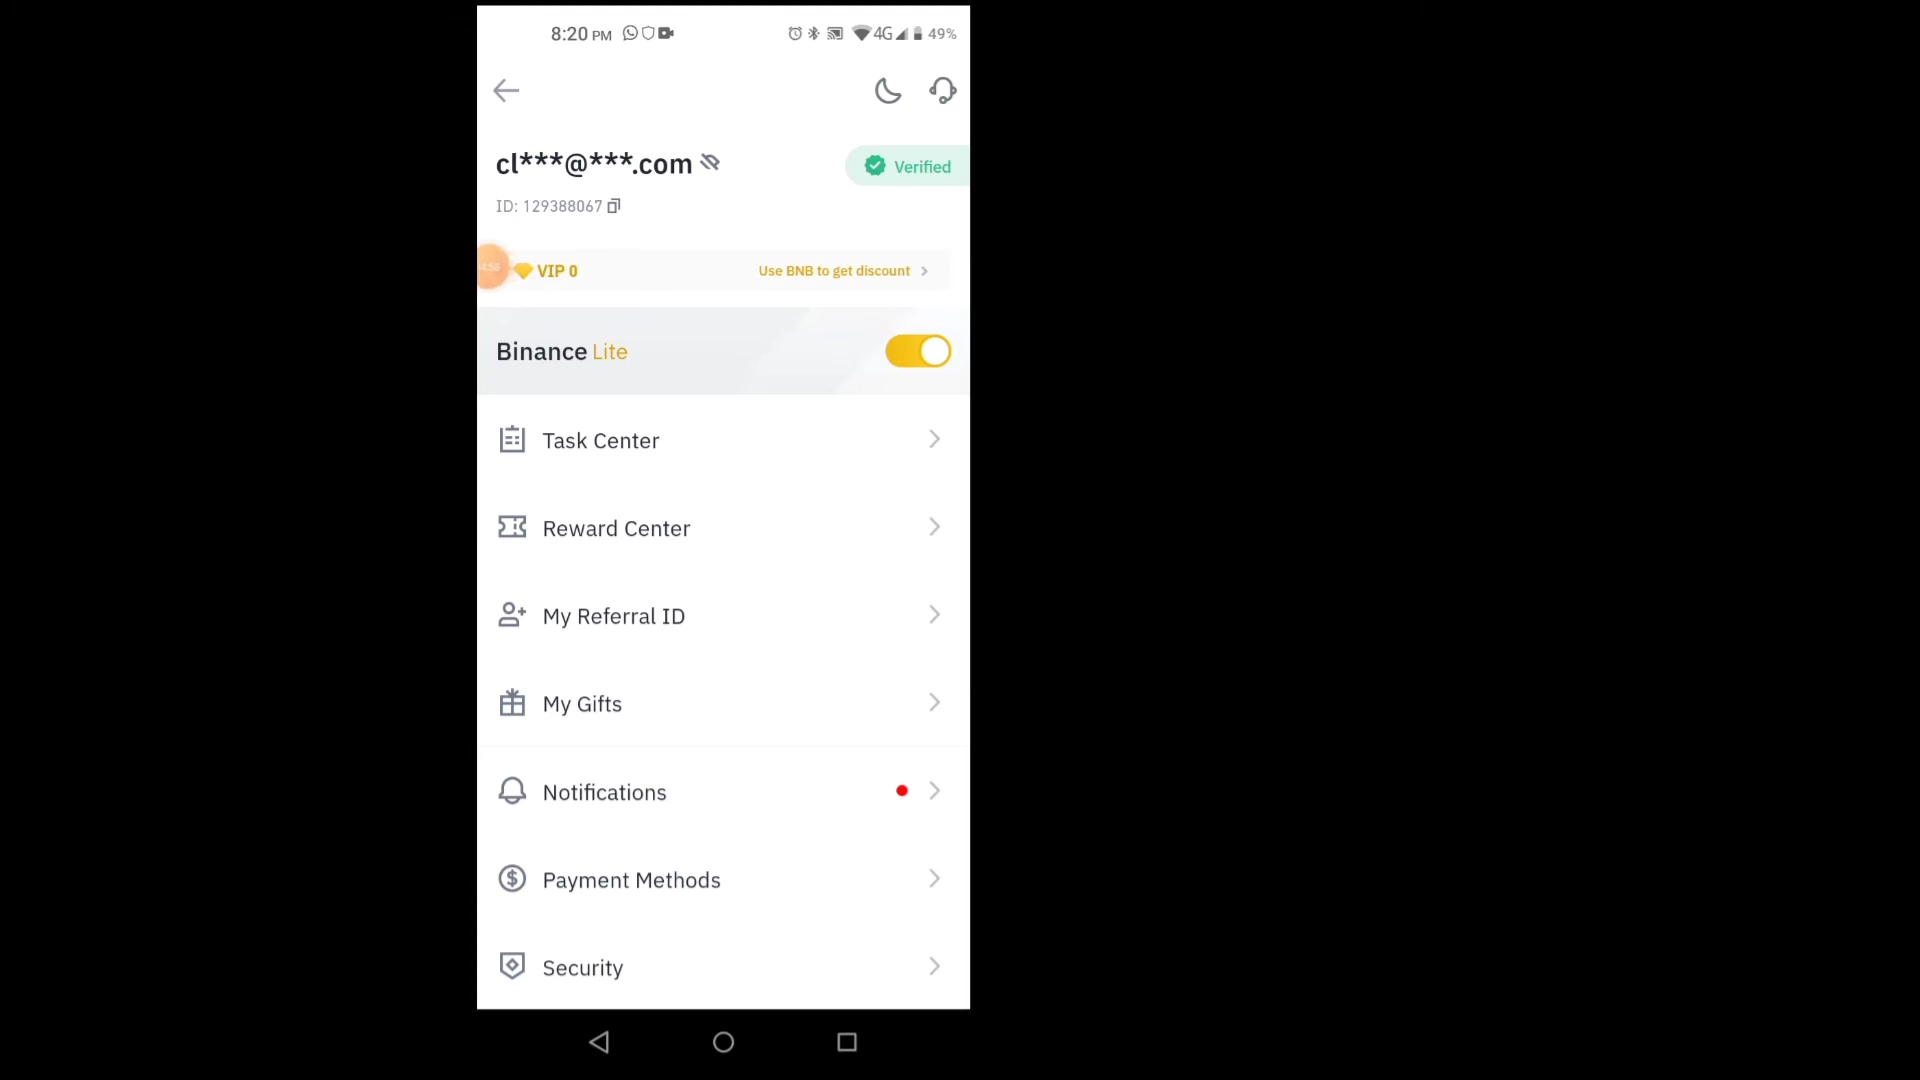 8:20 PM 4G 49%
cl***@***.com
Verified
ID: 129388067
VIP 0 Use BNB to get discount
Binance Lite
Task Center
Reward Center
My Referral ID
My Gifts
Notifications
Payment Methods
Security